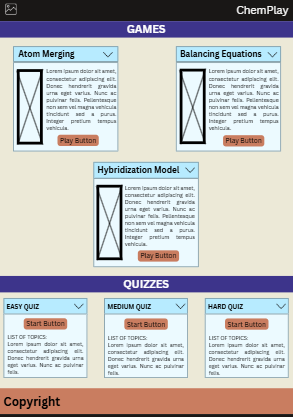 ChemPlay
GAMES
Atom Merging
Lorem ipsum dolor sit amet,
consectetur adipiscing elit.
Donec hendrerit gravida
urna eget varius. Nunc ac
pulvinar felis. Pellentesque
non sem et massa viverra
tincidunt sed a purus.
Integer pretium tempus
vehicula.
Play Button
Balancing Equations
Lorem ipsum dolor sit amet,
consectetur adipiscing elit.
Donec hendrerit gravida
urna eget varius. Nunc ac
pulvinar felis. Pellentesque
non sem et massa viverra
tincidunt sed a purus.
Integer pretium tempus
vehicula.
Play Button
Hybridization Model
Lorem ipsum dolor sit amet,
consectetur adipiscing elit.
Donec hendrerit gravida
urna eget varius. Nunc ac
pulvinar felis. Pellentesque
non sem et massa viverra
tincidunt sed a purus.
Integer pretium tempus
vehicula.
Play Button
QUIZZES
EASY QUIZ
Start Button
LIST OF TOPICS:
Lorem ipsum dolor sit amet,
consectetur adipiscing elit.
Donec hendrerit gravida
urna eget varius. Nunc ac
pulvinar felis.
MEDIUM QUIZ
Start Button
LIST OF TOPICS:
Lorem ipsum dolor sit amet,
consectetur adipiscing elit.
Donec hendrerit gravida
urna eget varius. Nunc ac
pulvinar felis.
HARD QUIZ
Start Button
LIST OF TOPICS:
Lorem ipsum dolor sit amet,
consectetur adipiscing elit.
Donec hendrerit gravida
urna eget varius. Nunc ac
pulvinar felis.
Copyright